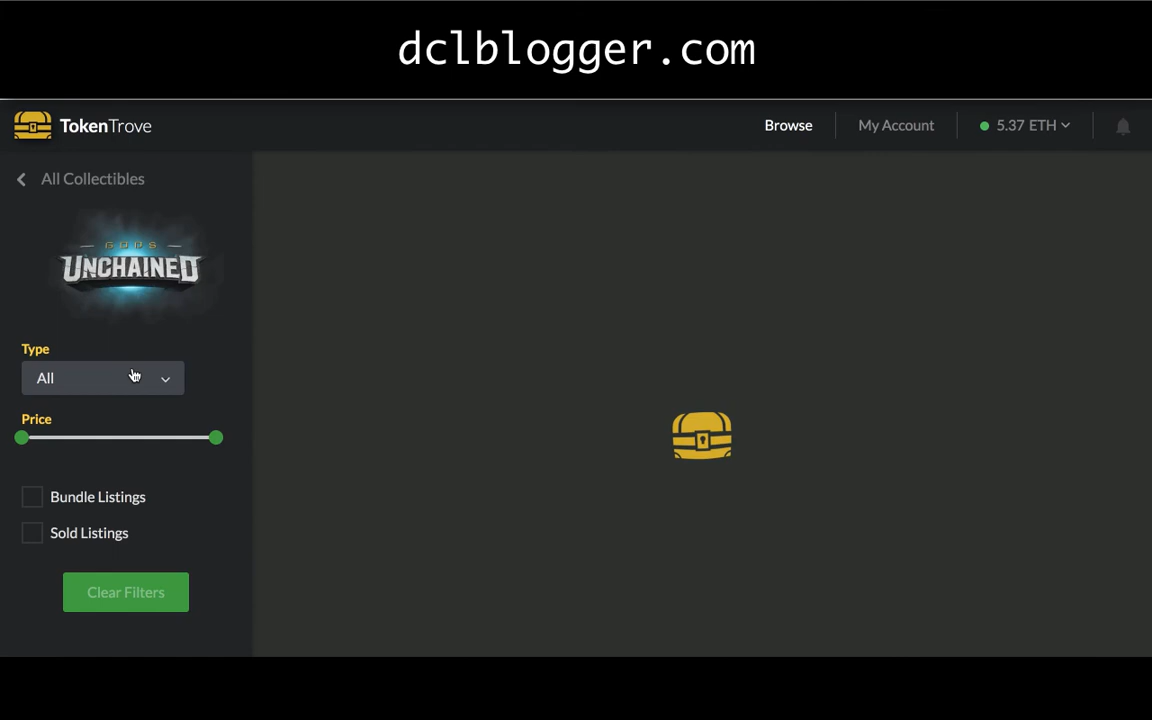 dclblogger.com
TokenTrove
Browse
My Account
5.37 ETH
All Collectibles
GODS
UNCHAINED
Type
All
Price
Bundle Listings
Sold Listings
Clear Filters